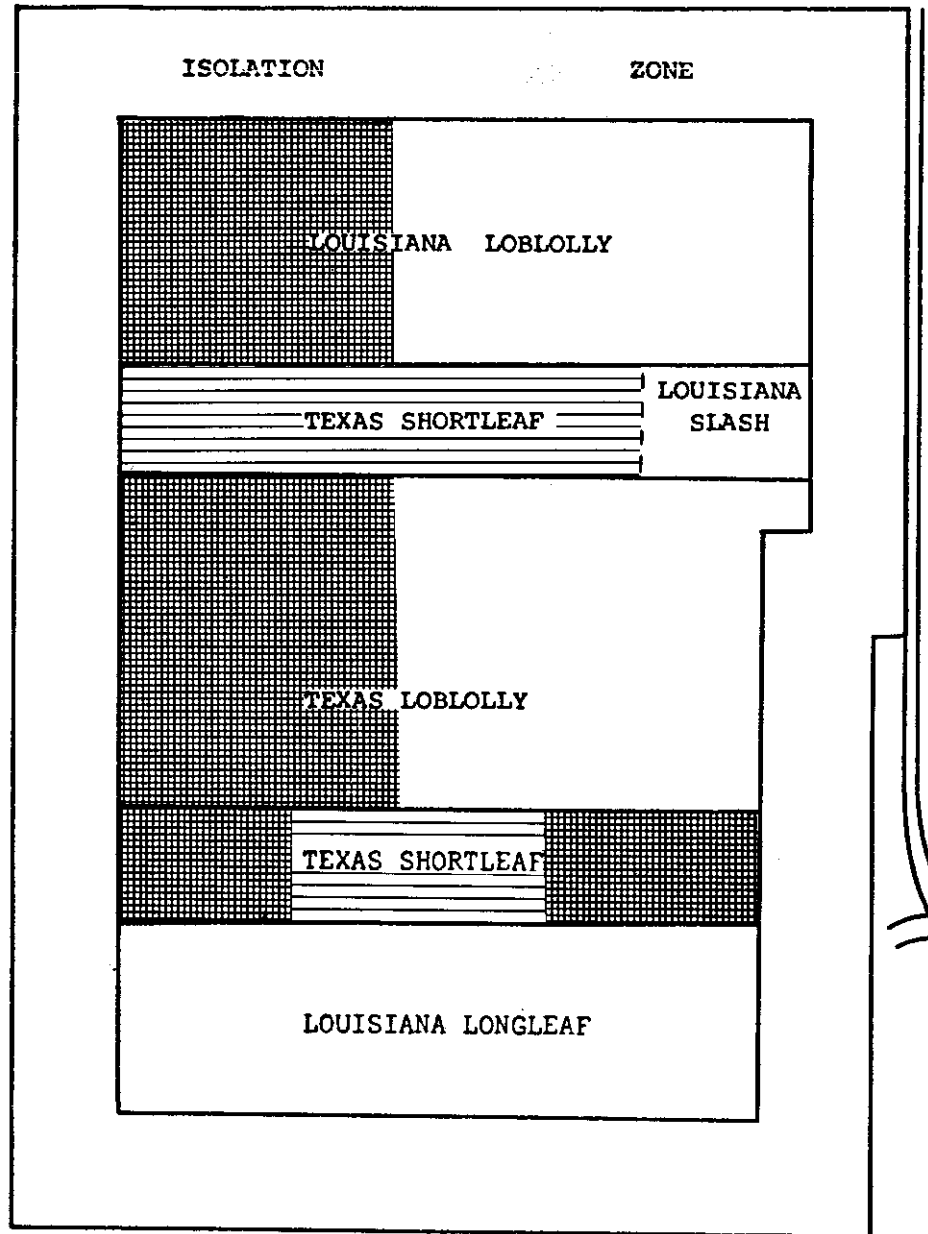 ISOLATION ZONE
LOUISIANA LOBLOLLY
TEXAS SHORTLEAF
LOUISIANA
SLASH
TEXAS LOBLOLLY
TEXAS SHORTLEAF
LOUISIANA LONGLEAF